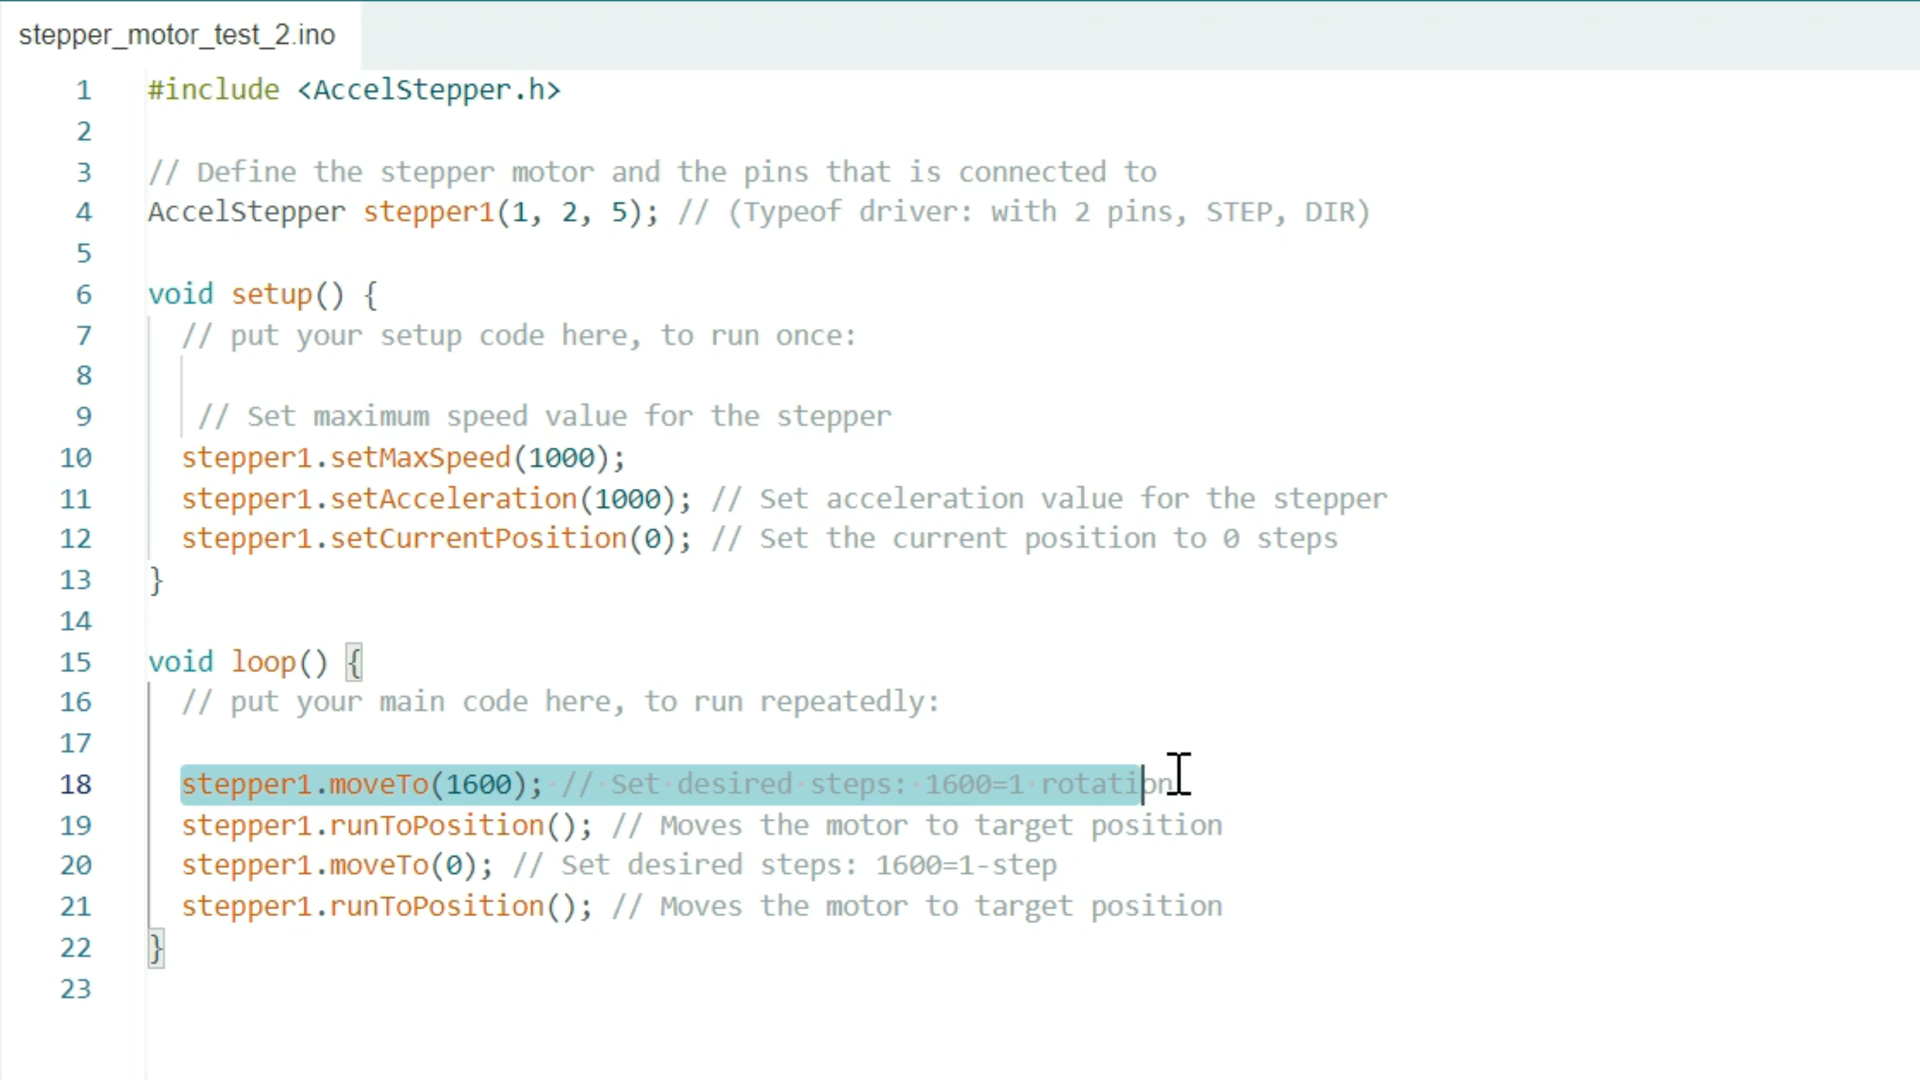 stepper_motor_test_2.ino
1 #include <AccelStepper.h>
2
3 // Define the stepper motor and the pins that is connected to
4 AccelStepper stepper1(1, 2, 5); // (Typeof driver: with 2 pins, STEP, DIR)
5
6 void setup() {
7 // put your setup code here, to run once:
8
9 // Set maximum speed value for the stepper
10 stepper1.setMaxSpeed(1000);
11 stepper1.setAcceleration(1000); // Set acceleration value for the stepper
12 stepper1.setCurrentPosition(0); // Set the current position to 0 steps
13 }
14
15 void loop() {
16 // put your main code here, to run repeatedly:
17
18 stepper1.moveTo(1600); // Set desired steps: 1600=1 rotation
19 stepper1.runToPosition(); // Moves the motor to target position
20 stepper1.moveTo(0); // Set desired steps: 1600=1-step
21 stepper1.runToPosition(); // Moves the motor to target position
22 }
23